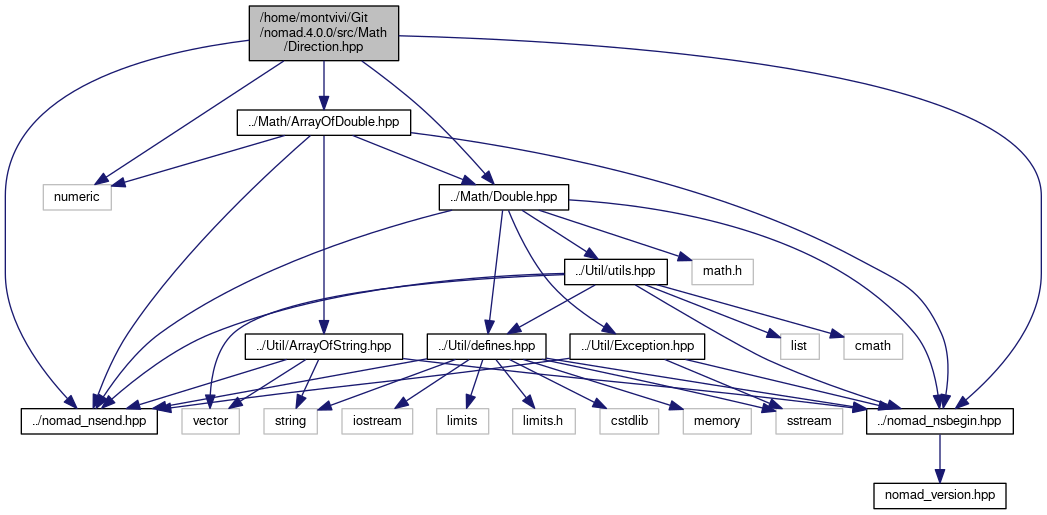 /home/montvivi/Git
/nomad.4.0.0/src/Math
/Direction.hpp
../Math/ArrayOfDouble.hpp
numeric
../Math/Double.hpp
../Util/utils.hpp
math.h
../Util/ArrayOfString.hpp
../Util/defines.hpp
../Util/Exception.hpp
list
cmath
../nomad_nsend.hpp
vector
string
iostream
limits
limits.h
cstdlib
memory
sstream
../nomad_nsbegin.hpp
nomad_version.hpp